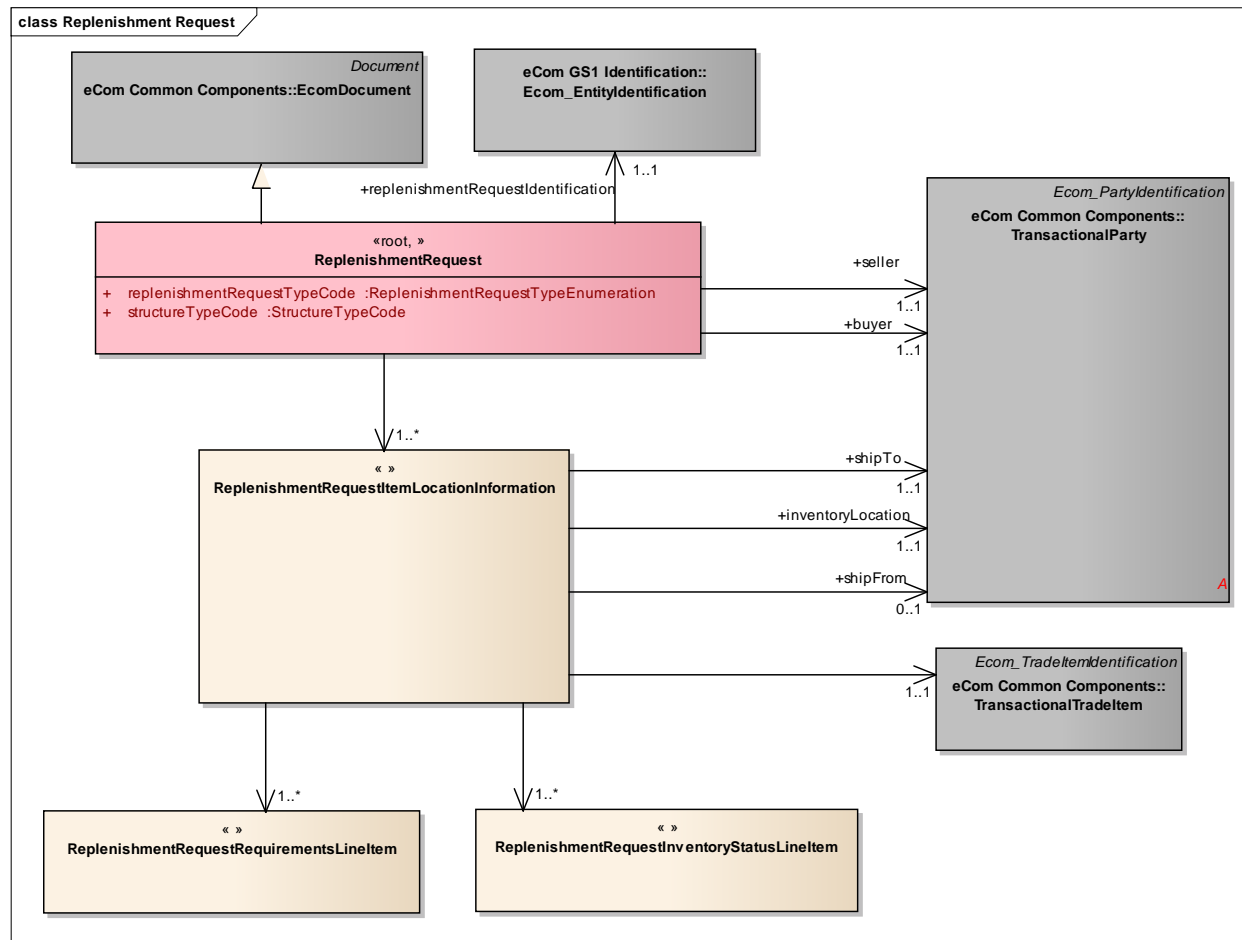 class Replenishment Request
Document
eCom Common Components::EcomDocument
eCom GS1 Identification::
Ecom_EntityIdentification
1..1
+replenishmentRequestIdentification
Ecom_PartyIdentification
eCom Common Components::
TransactionalParty
«root, »
ReplenishmentRequest
+ replenishmentRequestTypeCode :ReplenishmentRequestTypeEnumeration
+ structureTypeCode :StructureTypeCode
+seller
1..1
+buyer
1..1
1..*
« »
ReplenishmentRequestItemLocationInformation
+shipTo
1..1
+inventoryLocation
1..1
+shipFrom
0..1
A
Ecom_TradeItemIdentification
eCom Common Components::
TransactionalTradeItem
1..1
1..*
1..*
« »
ReplenishmentRequestRequirementsLineItem
« »
ReplenishmentRequestInventoryStatusLineItem